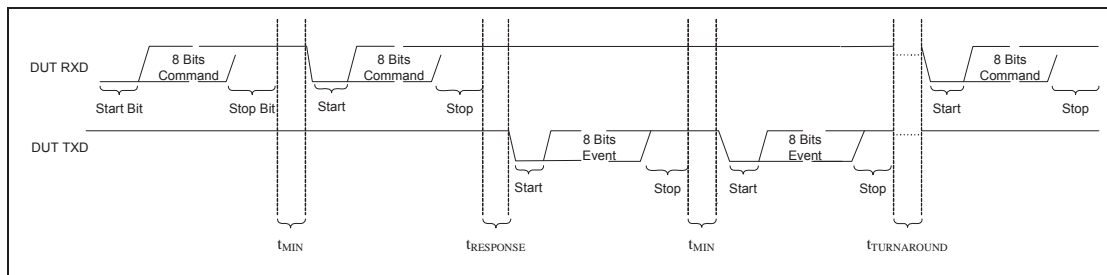 DUT RXD
8 Bits
Command
Start Bit
Stop Bit
8 Bits
Command
Start
Stop
8 Bits
Command
Start
Stop
DUT TXD
8 Bits
Event
Start
Stop
8 Bits
Event
Start
Stop
tMIN
tRESPONSE
tMIN
tTURNAROUND